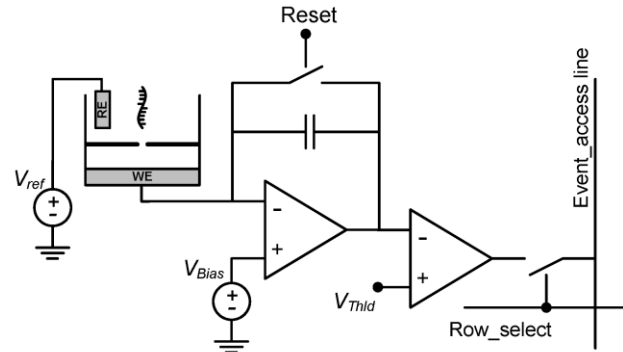 Reset
RE
WE
Vref
+
-
-
+
VBias
+
-
-
+
VThld
Row_select
Event_access line